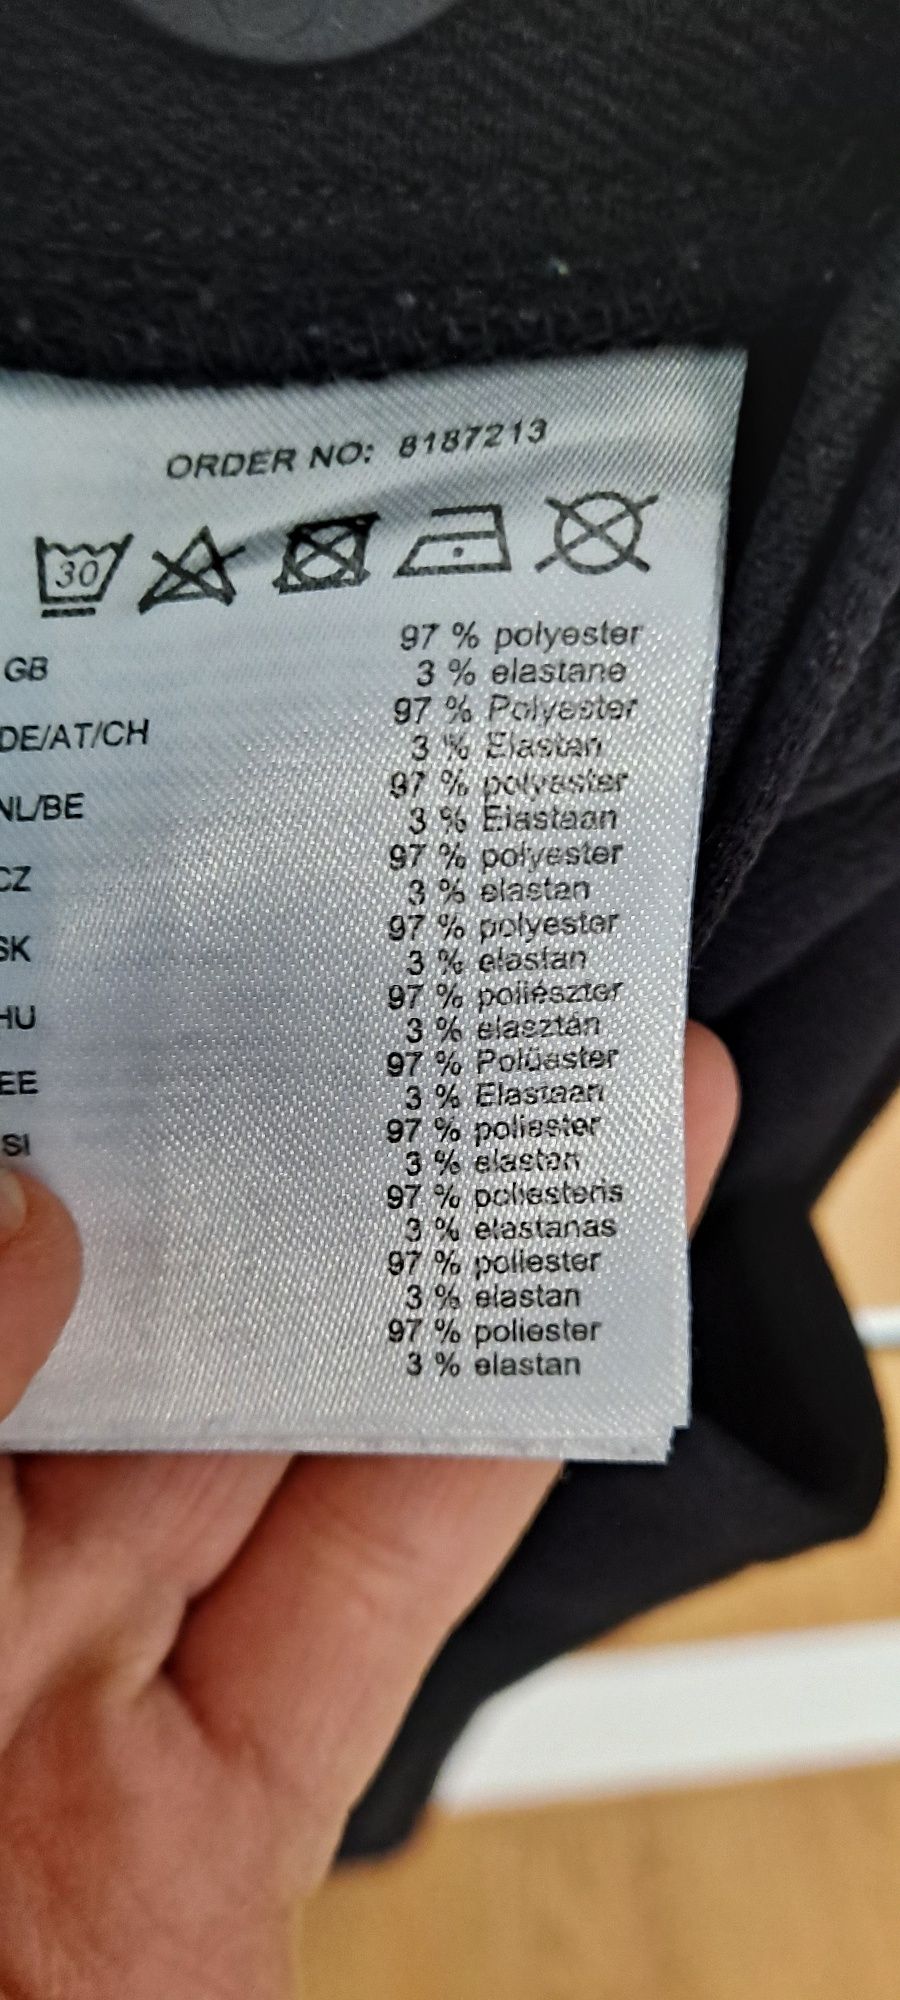 ORDER NO: 8187213
30
97 % polyester
GB
3 % elastane
97 % Polyester
DE/AT/CH
3 % Elastan
97 % polyester
NL/BE
3 % Elastaan
97 % polyester
CZ
3 % elastan
97 % polyester
SK
3 % elastan
97 % poliészter
HU
3 % elasztán
97 % Polüester
EE
3 % Elastaan
97 % poliester
SI
3 % elastan
97 % poliesteris
3 % elastanas
97 % poliester
3 % elastan
97 % poliester
3 % elastan